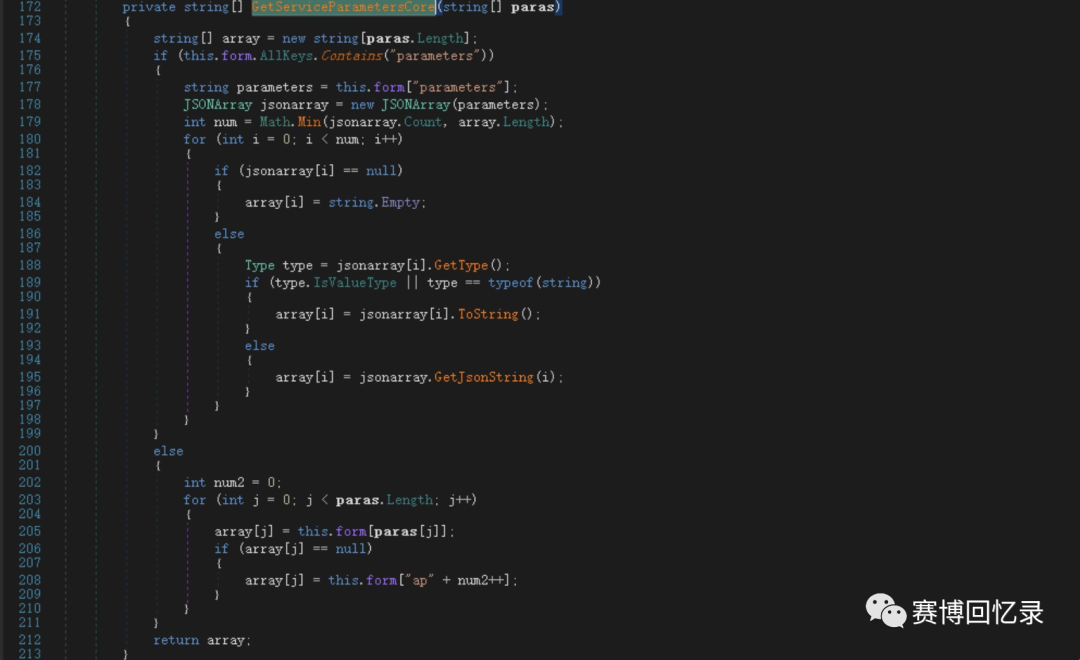 172 private string[] GetServiceParametersCore(string[] paras)
173 {
174 string[] array = new string[paras.Length];
175 if (this.form.AllKeys.Contains("parameters"))
176 {
177 string parameters = this.form["parameters"];
178 JSONArray jsonarray = new JSONArray(parameters);
179 int num = Math.Min(jsonarray.Count, array.Length);
180 for (int i = 0; i < num; i++)
181 {
182 if (jsonarray[i] == null)
183 {
184 array[i] = string.Empty;
185 }
186 else
187 {
188 Type type = jsonarray[i].GetType();
189 if (type.IsValueType || type == typeof(string))
190 {
191 array[i] = jsonarray[i].ToString();
192 }
193 else
194 {
195 array[i] = jsonarray.GetJsonString(i);
196 }
197 }
198 }
199 }
200 else
201 {
202 int num2 = 0;
203 for (int j = 0; j < paras.Length; j++)
204 {
205 array[j] = this.form[paras[j]];
206 if (array[j] == null)
207 {
208 array[j] = this.form["ap" + num2++];
209 }
210 }
211 }
212 return array;
213 }
赛博回忆录